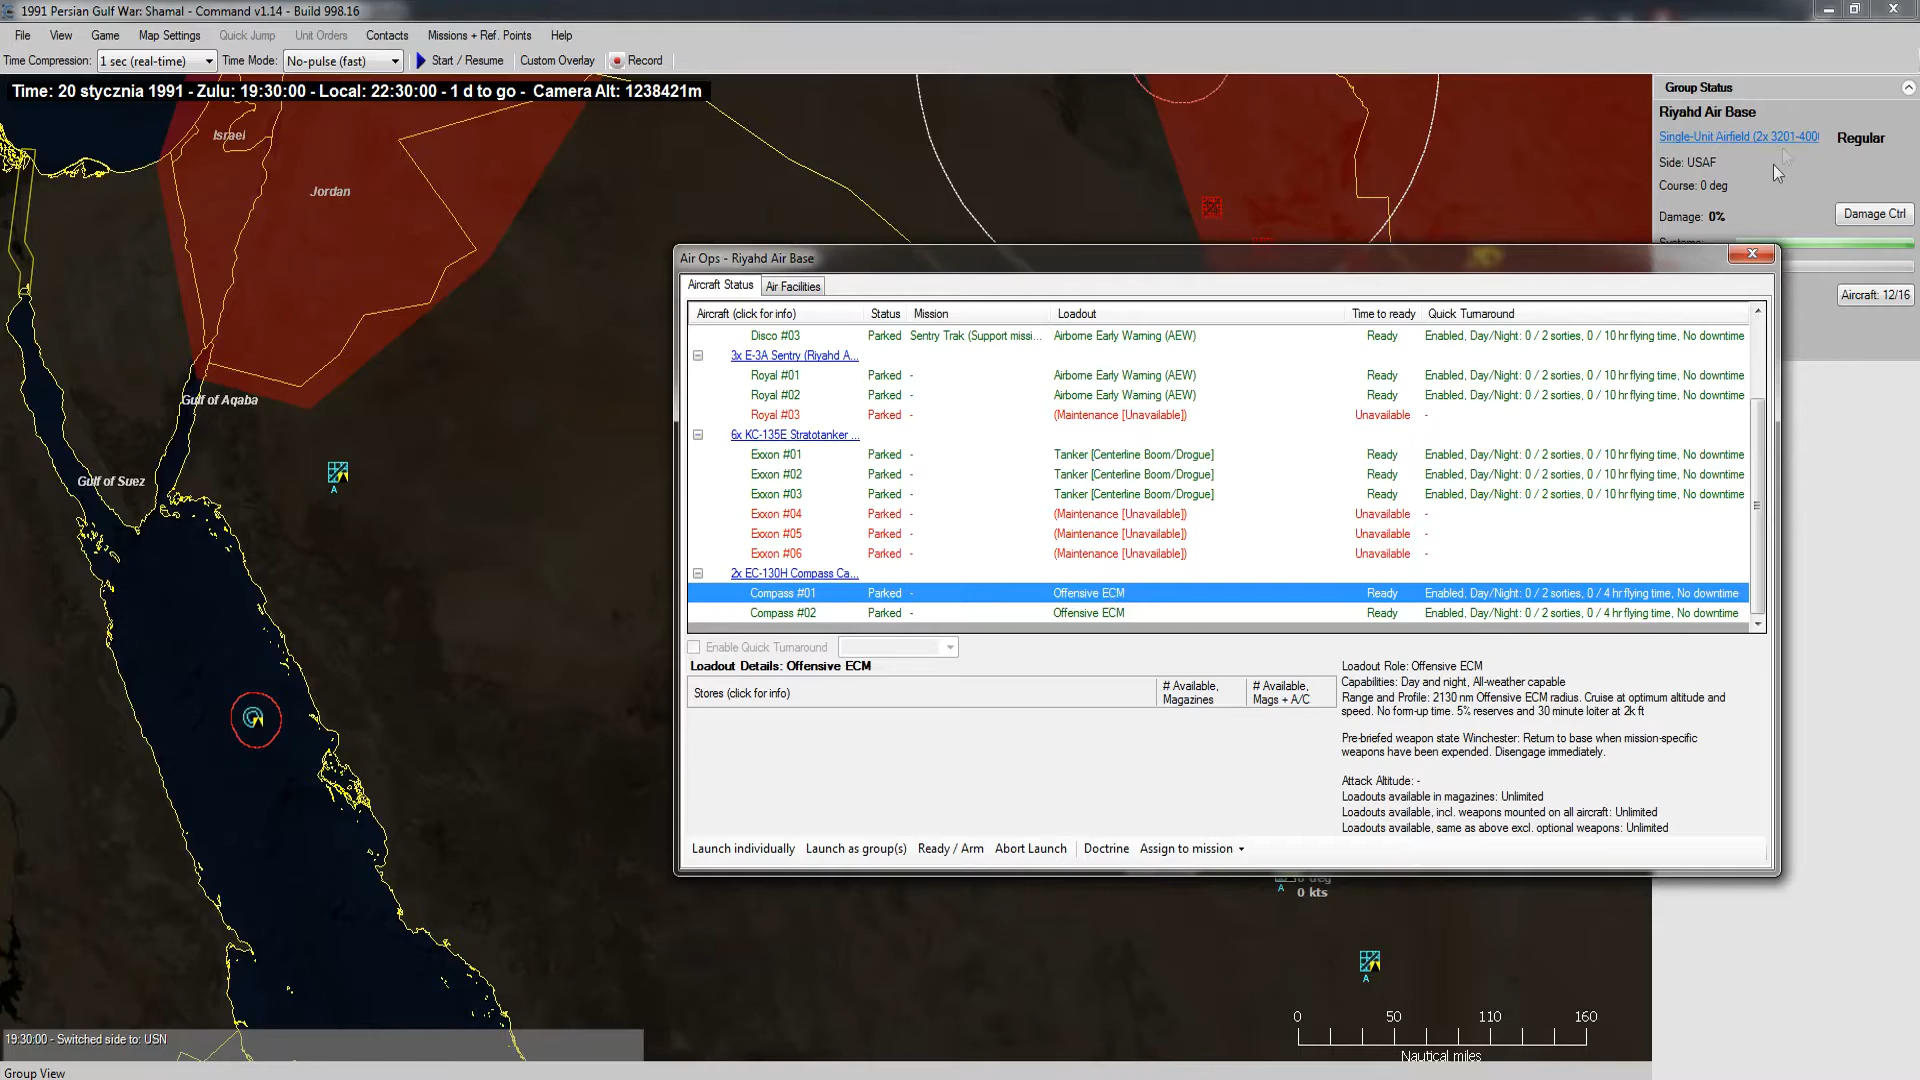 1991 Persian Gulf War: Shamal - Command v1.14 - Build 998.16
File View Game Map Settings Quick Jump Unit Orders Contacts Missions + Ref. Points Help
Time Compression: 1 sec (real-time) Time Mode: No-pulse (fast) Start / Resume Custom Overlay Record
Time: 20 stycznia 1991 - Zulu: 19:30:00 - Local: 22:30:00 - 1 d to go - Camera Alt: 1238421m
Israel
Jordan
Gulf of Aqaba
Gulf of Suez
A
Group Status
Riyahd Air Base
Single-Unit Airfield (2x 3201-400 Regular
Side: USAF
Course: 0 deg
Damage: 0% Damage Ctrl
Aircraft: 12/16
Air Ops - Riyahd Air Base
Aircraft Status Air Facilities
Aircraft (click for info) Status Mission Loadout Time to ready Quick Turnaround
Disco #03 Parked Sentry Trak (Support missi... Airborne Early Warning (AEW) Ready Enabled, Day/Night: 0 / 2 sorties, 0 / 10 hr flying time, No downtime
3x E-3A Sentry (Riyahd A...
Royal #01 Parked - Airborne Early Warning (AEW) Ready Enabled, Day/Night: 0 / 2 sorties, 0 / 10 hr flying time, No downtime
Royal #02 Parked - Airborne Early Warning (AEW) Ready Enabled, Day/Night: 0 / 2 sorties, 0 / 10 hr flying time, No downtime
Royal #03 Parked - (Maintenance [Unavailable]) Unavailable -
6x KC-135E Stratotanker ...
Exxon #01 Parked - Tanker [Centerline Boom/Drogue] Ready Enabled, Day/Night: 0 / 2 sorties, 0 / 10 hr flying time, No downtime
Exxon #02 Parked - Tanker [Centerline Boom/Drogue] Ready Enabled, Day/Night: 0 / 2 sorties, 0 / 10 hr flying time, No downtime
Exxon #03 Parked - Tanker [Centerline Boom/Drogue] Ready Enabled, Day/Night: 0 / 2 sorties, 0 / 10 hr flying time, No downtime
Exxon #04 Parked - (Maintenance [Unavailable]) Unavailable -
Exxon #05 Parked - (Maintenance [Unavailable]) Unavailable -
Exxon #06 Parked - (Maintenance [Unavailable]) Unavailable -
2x EC-130H Compass Ca...
Compass #01 Parked - Offensive ECM Ready Enabled, Day/Night: 0 / 2 sorties, 0 / 4 hr flying time, No downtime
Compass #02 Parked - Offensive ECM Ready Enabled, Day/Night: 0 / 2 sorties, 0 / 4 hr flying time, No downtime
Enable Quick Turnaround
Loadout Details: Offensive ECM
Stores (click for info) # Available, Magazines # Available, Mags + A/C
Loadout Role: Offensive ECM
Capabilities: Day and night, All-weather capable
Range and Profile: 2130 nm Offensive ECM radius. Cruise at optimum altitude and
speed. No form-up time. 5% reserves and 30 minute loiter at 2k ft
Pre-briefed weapon state Winchester: Return to base when mission-specific
weapons have been expended. Disengage immediately.
Attack Altitude: -
Loadouts available in magazines: Unlimited
Loadouts available, incl. weapons mounted on all aircraft: Unlimited
Loadouts available, same as above excl. optional weapons: Unlimited
Launch individually Launch as group(s) Ready / Arm Abort Launch Doctrine Assign to mission
A
0 kts
A
0 50 110 160
Nautical miles
19:30:00 - Switched side to: USN
Group View